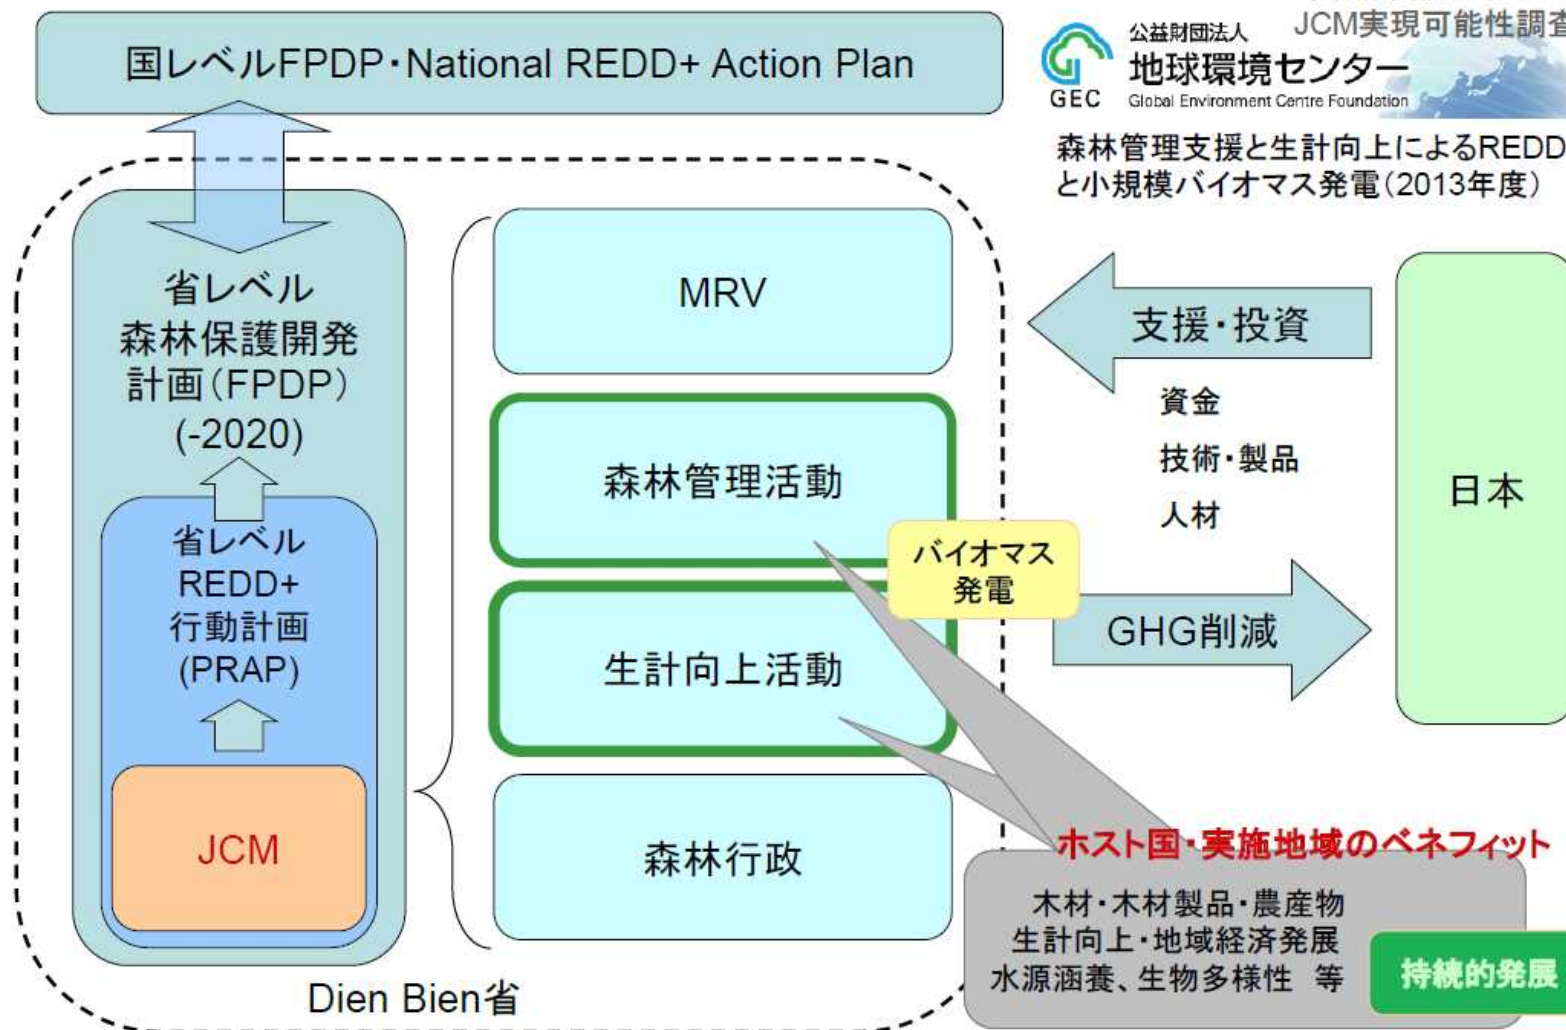 国レベルFPDP・National REDD+ Action Plan
JCM実現可能性調査
公益財団法人
地球環境センター
GEC
Global Environment Centre Foundation
森林管理支援と生計向上によるREDD
と小規模バイオマス発電(2013年度)
省レベル
森林保護開発
計画(FPDP)
(-2020)
省レベル
REDD+
行動計画
(PRAP)
JCM
MRV
森林管理活動
生計向上活動
森林行政
バイオマス
発電
支援・投資
資金
技術・製品
人材
GHG削減
日本
ホスト国・実施地域のベネフィット
木材・木材製品・農産物
生計向上・地域経済発展
水源涵養、生物多様性 等
持続的発展
Dien Bien省